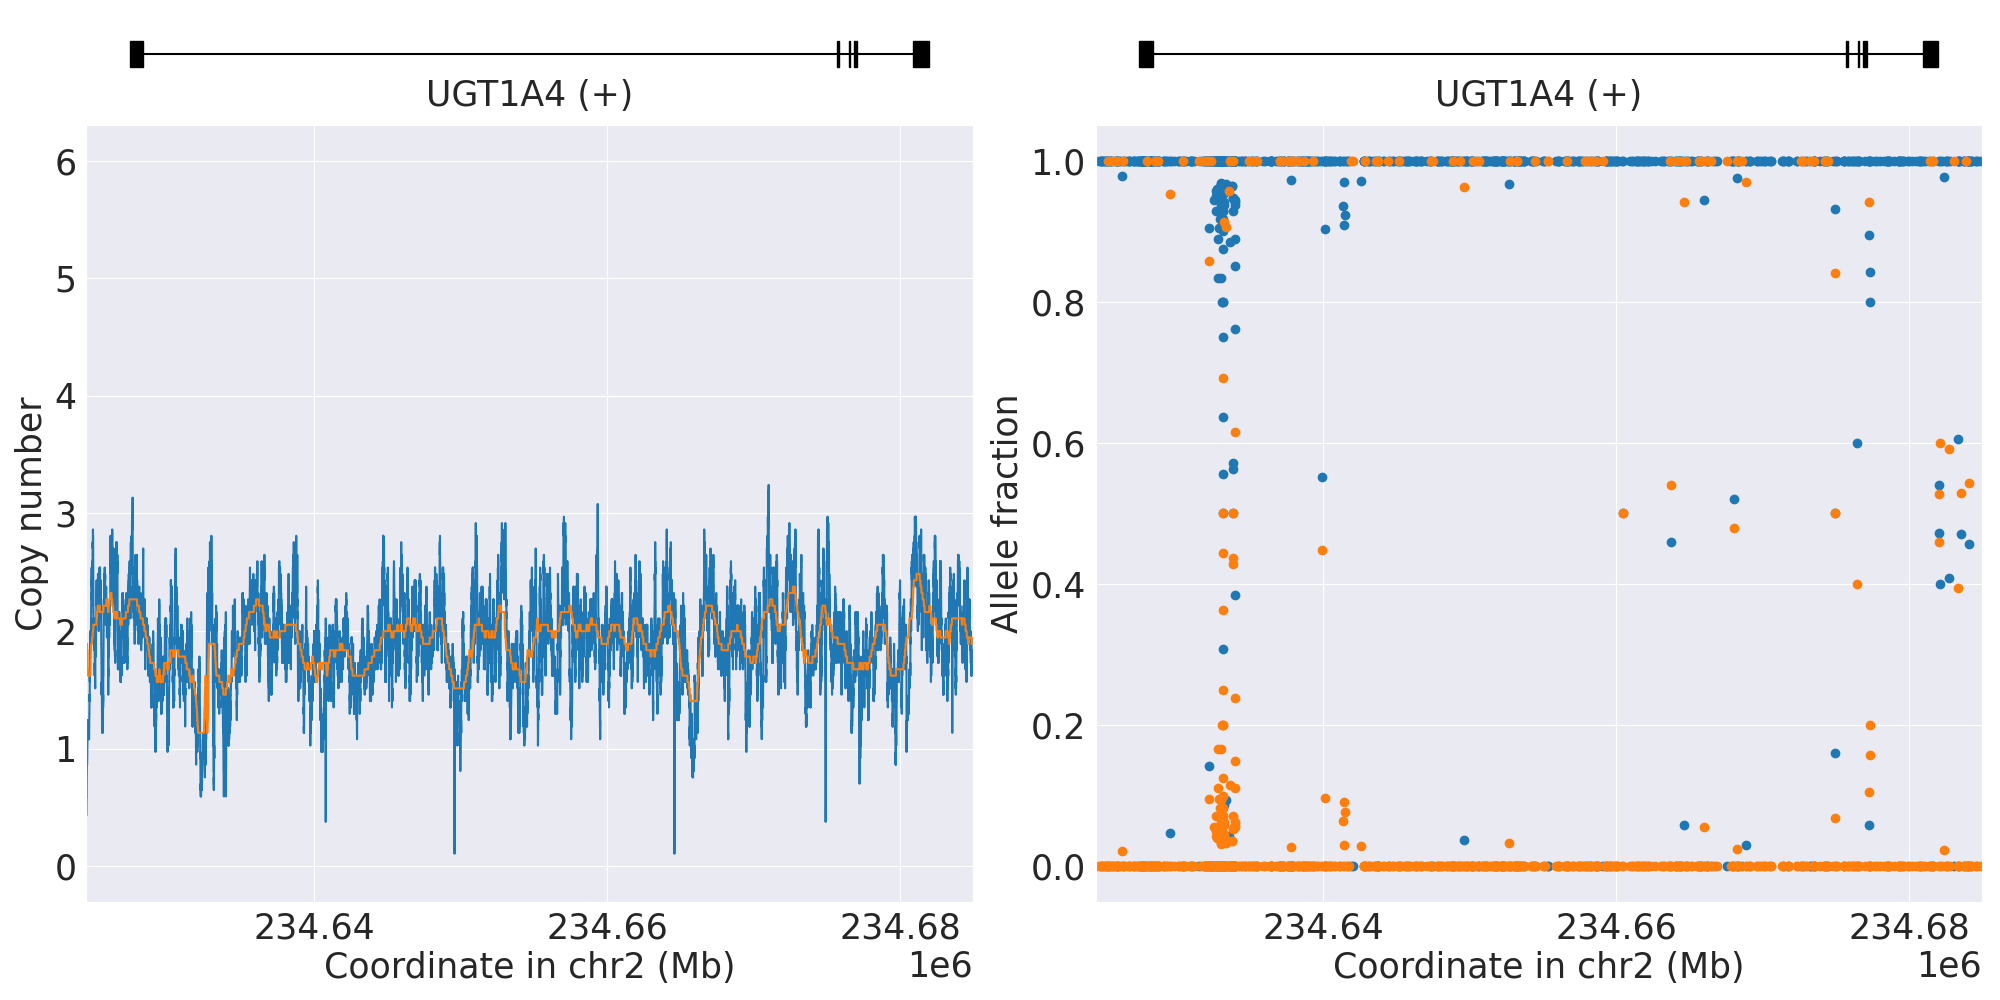 UGT1A4 (+)
6
5
4
3
2
1
0
Copy number
234.64
234.66
234.68
Coordinate in chr2 (Mb)
1e6
UGT1A4 (+)
1.0
0.8
0.6
0.4
0.2
0.0
Allele fraction
234.64
234.66
234.68
Coordinate in chr2 (Mb)
1e6